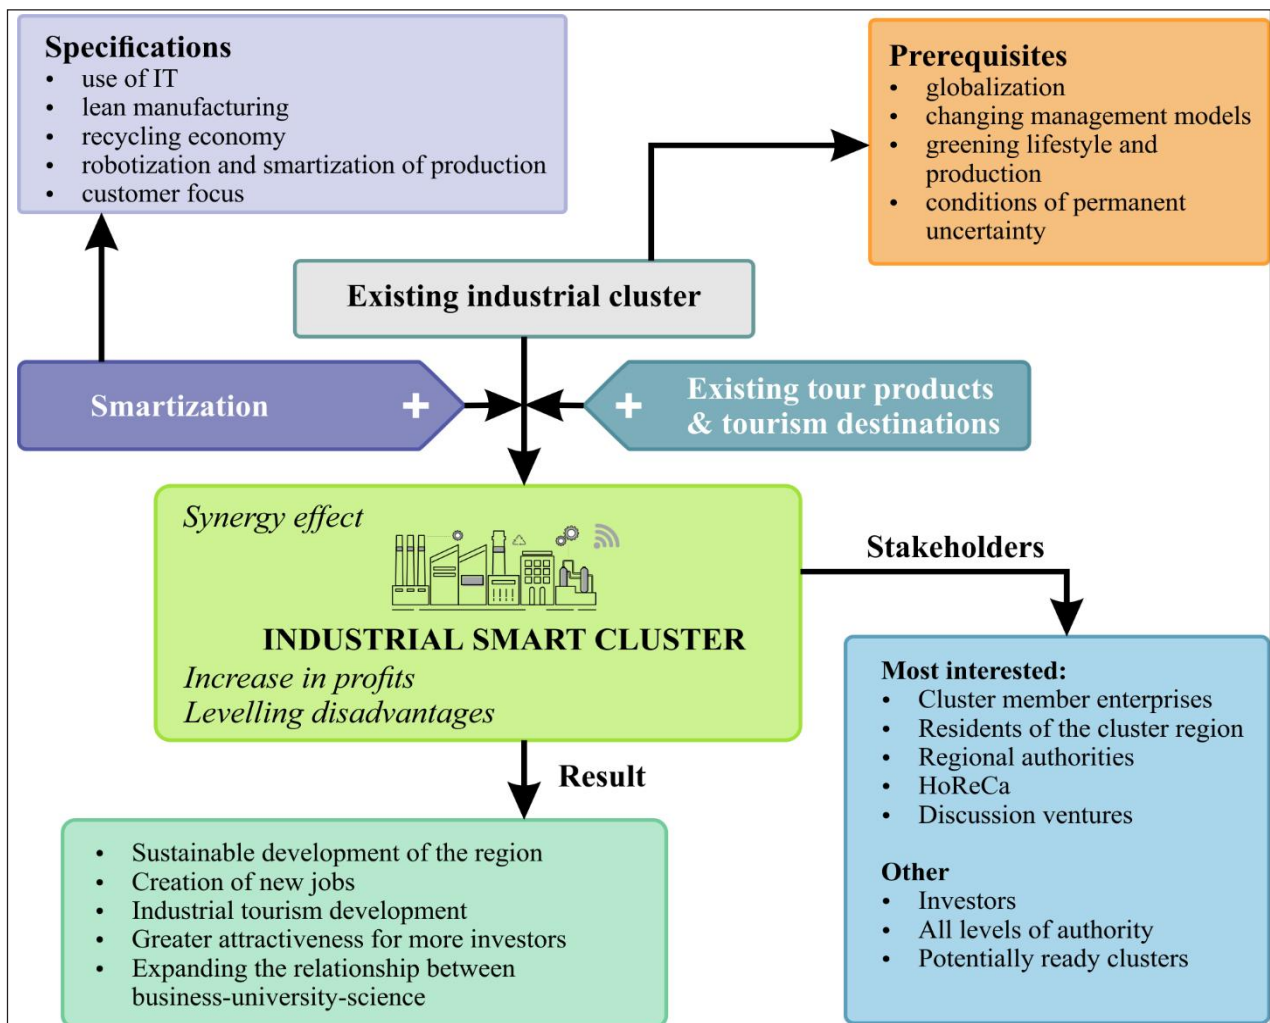 Specifications
• use of IT
• lean manufacturing
• recycling economy
• robotization and smartization of production
• customer focus
Prerequisites
• globalization
• changing management models
• greening lifestyle and
production
• conditions of permanent
uncertainty
Existing industrial cluster
Smartization +
+ Existing tour products
& tourism destinations
Synergy effect
INDUSTRIAL SMART CLUSTER
Increase in profits
Levelling disadvantages
Stakeholders
Most interested:
• Cluster member enterprises
• Residents of the cluster region
• Regional authorities
• HoReCa
• Discussion ventures
Other
• Investors
• All levels of authority
• Potentially ready clusters
Result
• Sustainable development of the region
• Creation of new jobs
• Industrial tourism development
• Greater attractiveness for more investors
• Expanding the relationship between
business-university-science